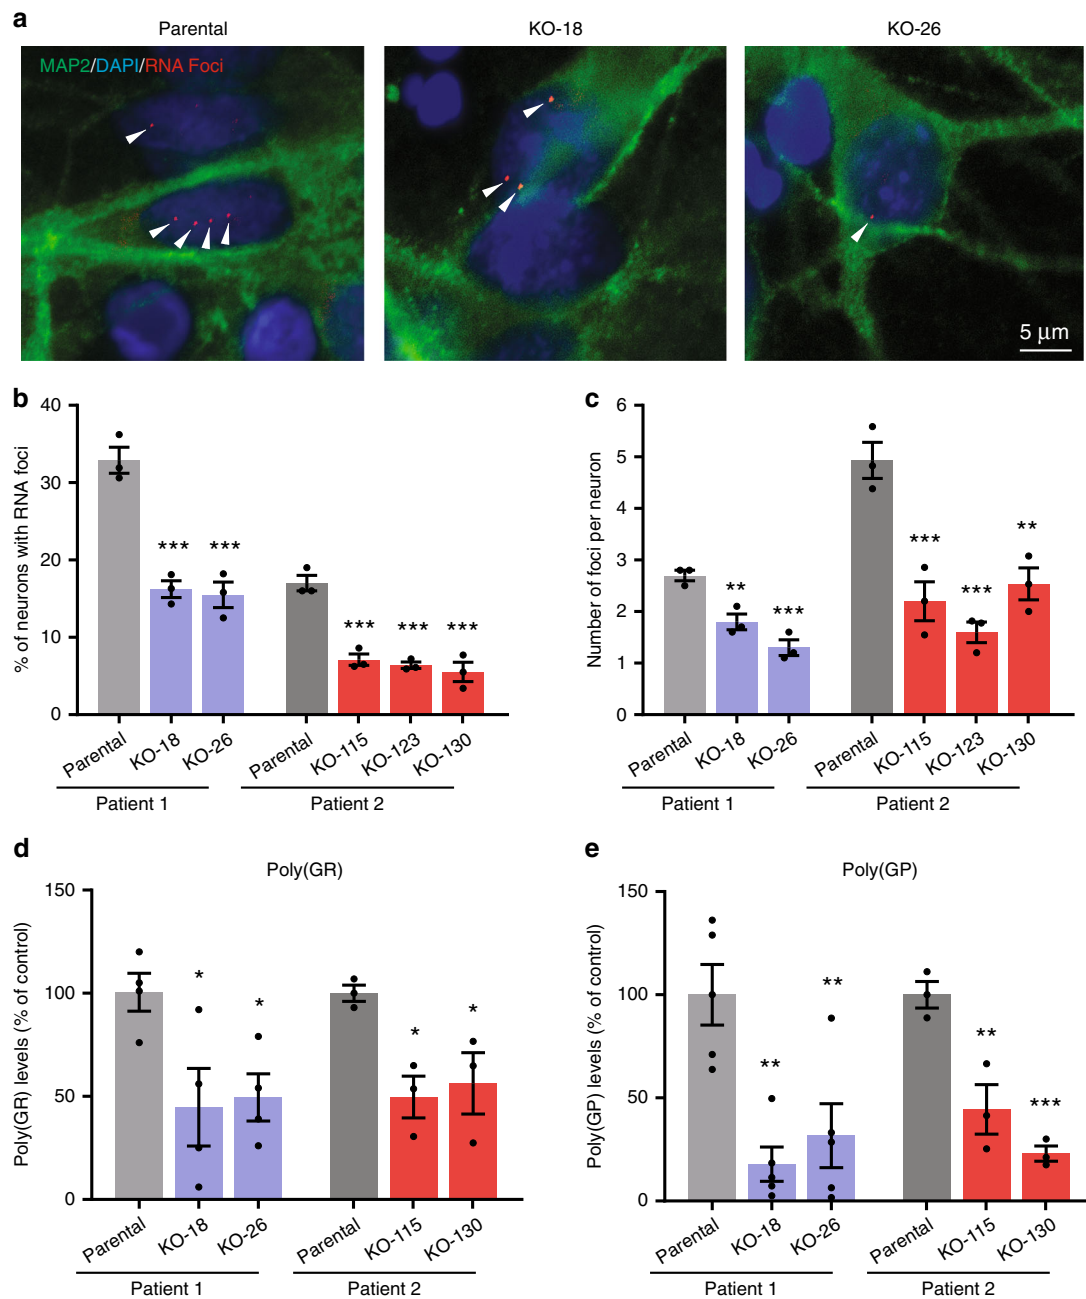 a
Parental
KO-18
KO-26
MAP2/DAPI/RNA Foci
5 µm
b
% of neurons with RNA foci
40
30
20
10
0
***
***
***
***
***
Parental
KO-18
KO-26
Parental
KO-115
KO-123
KO-130
Patient 1
Patient 2
c
Number of foci per neuron
6
5
4
3
2
1
0
**
***
***
***
**
Parental
KO-18
KO-26
Parental
KO-115
KO-123
KO-130
Patient 1
Patient 2
d
Poly(GR)
Poly(GR) levels (% of control)
150
100
50
0
*
*
*
*
Parental
KO-18
KO-26
Parental
KO-115
KO-130
Patient 1
Patient 2
e
Poly(GP)
Poly(GP) levels (% of control)
150
100
50
0
**
**
**
***
Parental
KO-18
KO-26
Parental
KO-115
KO-130
Patient 1
Patient 2